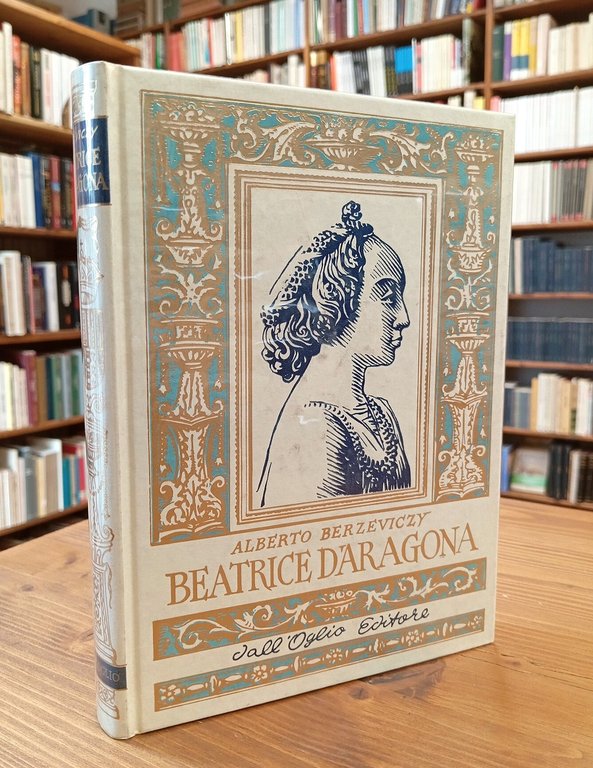 ALBERTO BERZEVICZY
BEATRICE D'ARAGONA
dall'Oglio Editore